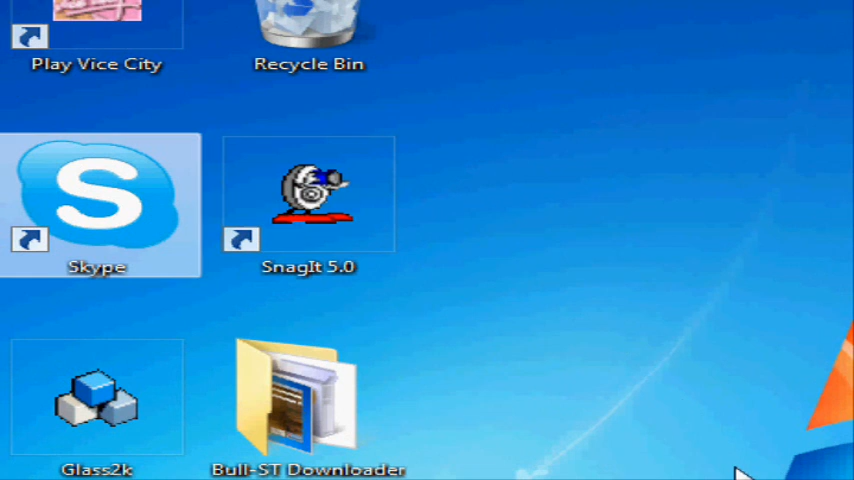 Play Vice City
Recycle Bin
S
Skype
SnagIt 5.0
Glass2k
Bull-ST Downloader